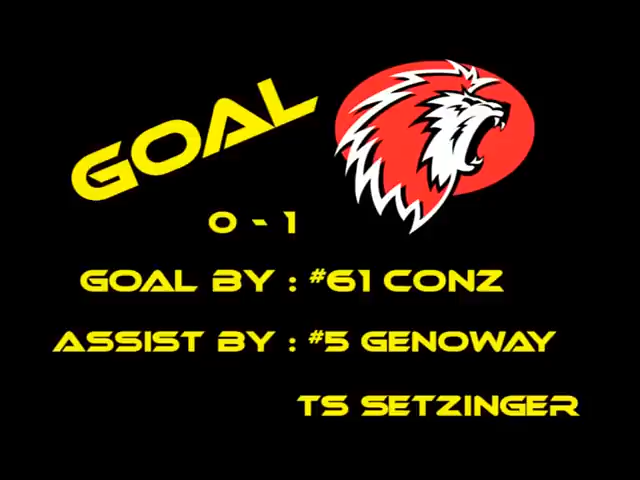 GOAL
0 - 1
GOAL BY : #61 CONZ
ASSIST BY : #5 GENOWAY
TS SETZINGER